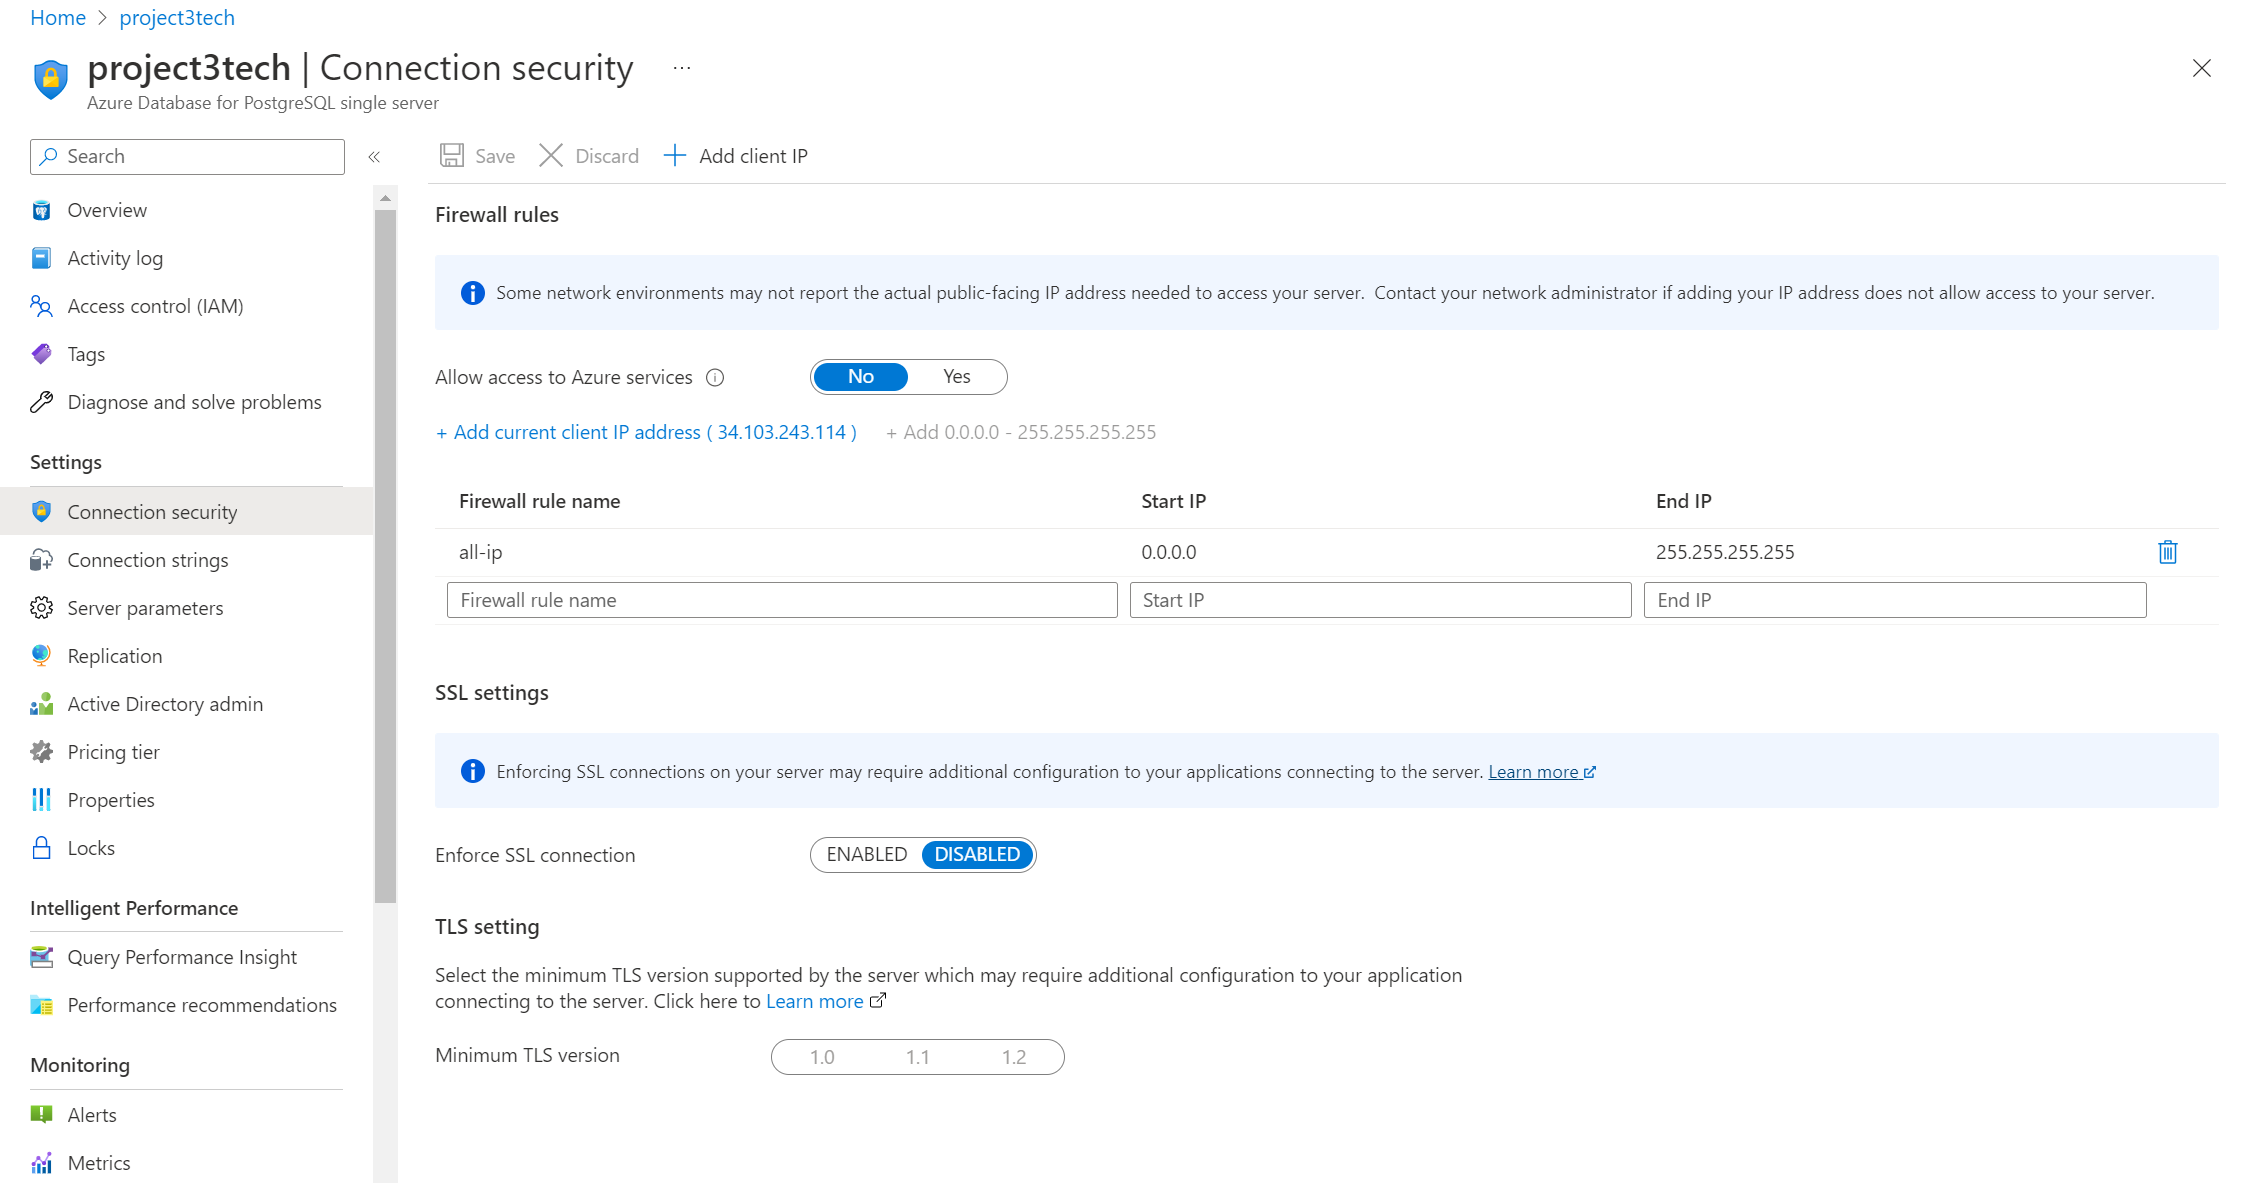 Home > project3tech
project3tech | Connection security ...
Azure Database for PostgreSQL single server
Search
«
Save
Discard
+ Add client IP
Overview
Activity log
Access control (IAM)
Tags
Diagnose and solve problems
Settings
Connection security
Connection strings
Server parameters
Replication
Active Directory admin
Pricing tier
Properties
Locks
Intelligent Performance
Query Performance Insight
Performance recommendations
Monitoring
Alerts
Metrics
Firewall rules
Some network environments may not report the actual public-facing IP address needed to access your server. Contact your network administrator if adding your IP address does not allow access to your server.
Allow access to Azure services No Yes
+ Add current client IP address ( 34.103.243.114 ) + Add 0.0.0.0 - 255.255.255.255
Firewall rule name Start IP End IP
all-ip 0.0.0.0 255.255.255.255
Firewall rule name Start IP End IP
SSL settings
Enforcing SSL connections on your server may require additional configuration to your applications connecting to the server. Learn more
Enforce SSL connection ENABLED DISABLED
TLS setting
Select the minimum TLS version supported by the server which may require additional configuration to your application
connecting to the server. Click here to Learn more
Minimum TLS version 1.0 1.1 1.2